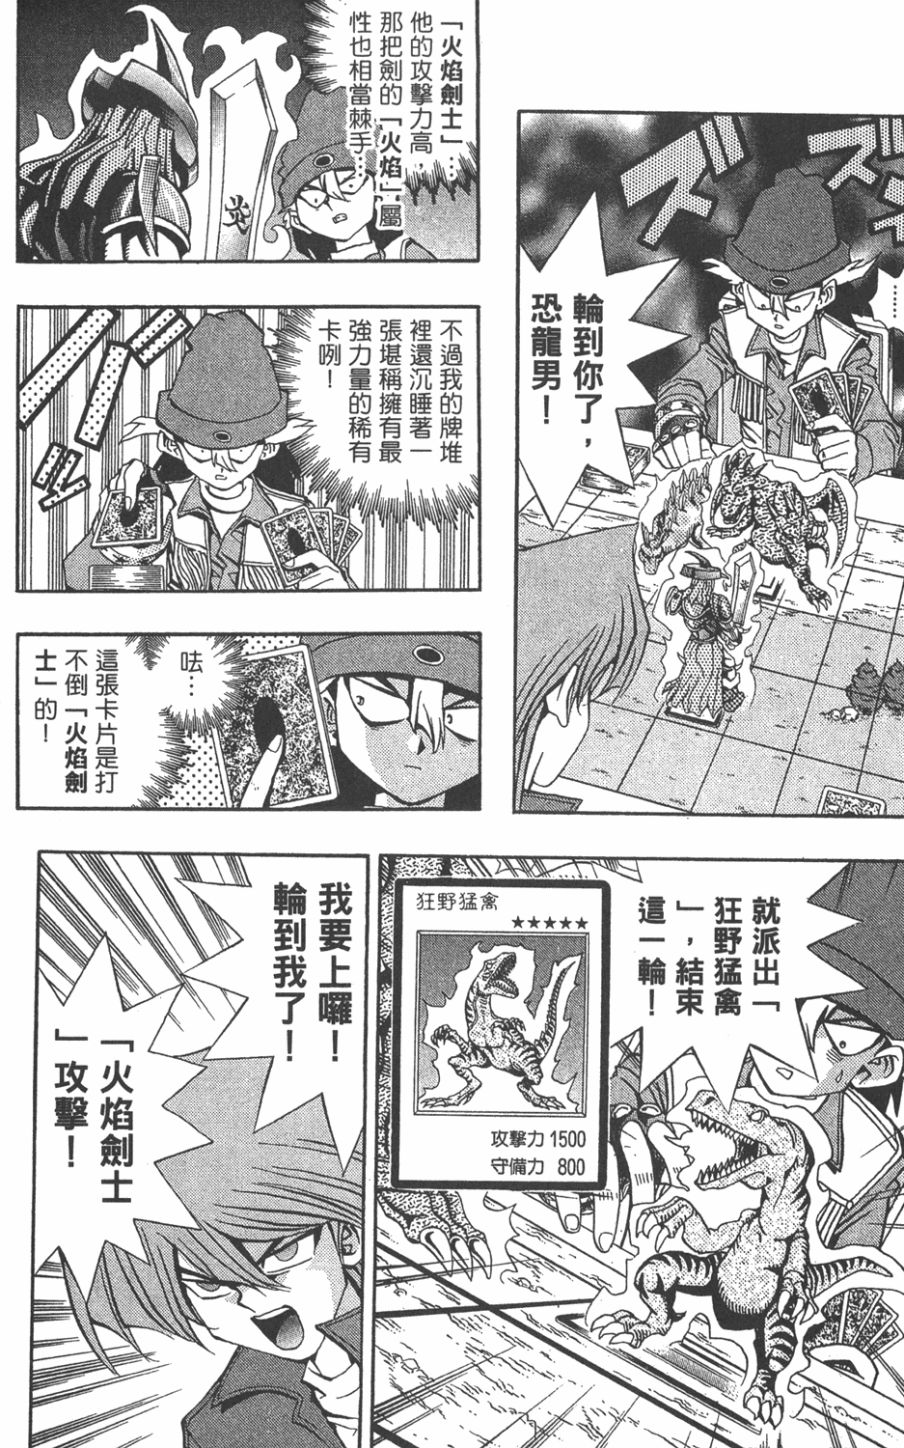 ズズズ
………
輪到你了，
恐龍男！
「火焰劍士」…
他的攻擊力高，
那把劍的「火焰」屬
性也相當棘手…
炎
不過我的牌堆
裡還沉睡著一
張堪稱擁有最
強力量的稀有
卡咧！
呿…
這張卡片是打
不倒「火焰劍
士」的！
就派出「
狂野猛禽
」，結束
這一輪！
狂野猛禽
★★★★★
攻擊力 1500
守備力 800
我要上囉！
輪到我了！
「火焰劍士
」攻擊！